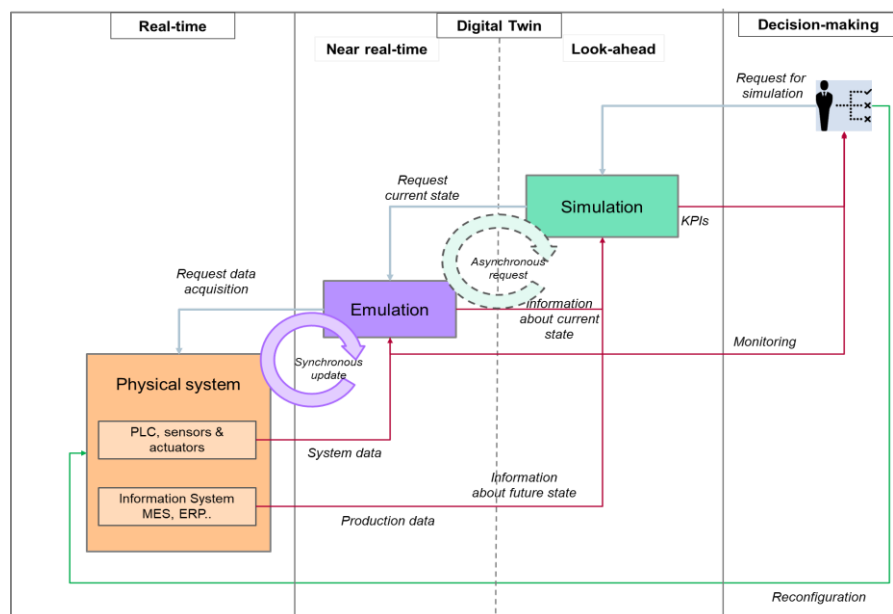 Real-time
Digital Twin
Decision-making
Near real-time
Look-ahead
Request for
simulation
Request
current state
Simulation
KPIs
Asynchronous
request
Request data
acquisition
Emulation
Information
about current
state
Monitoring
Synchronous
update
Physical system
PLC, sensors &
actuators
System data
Information
about future state
Information System
MES, ERP..
Production data
Reconfiguration